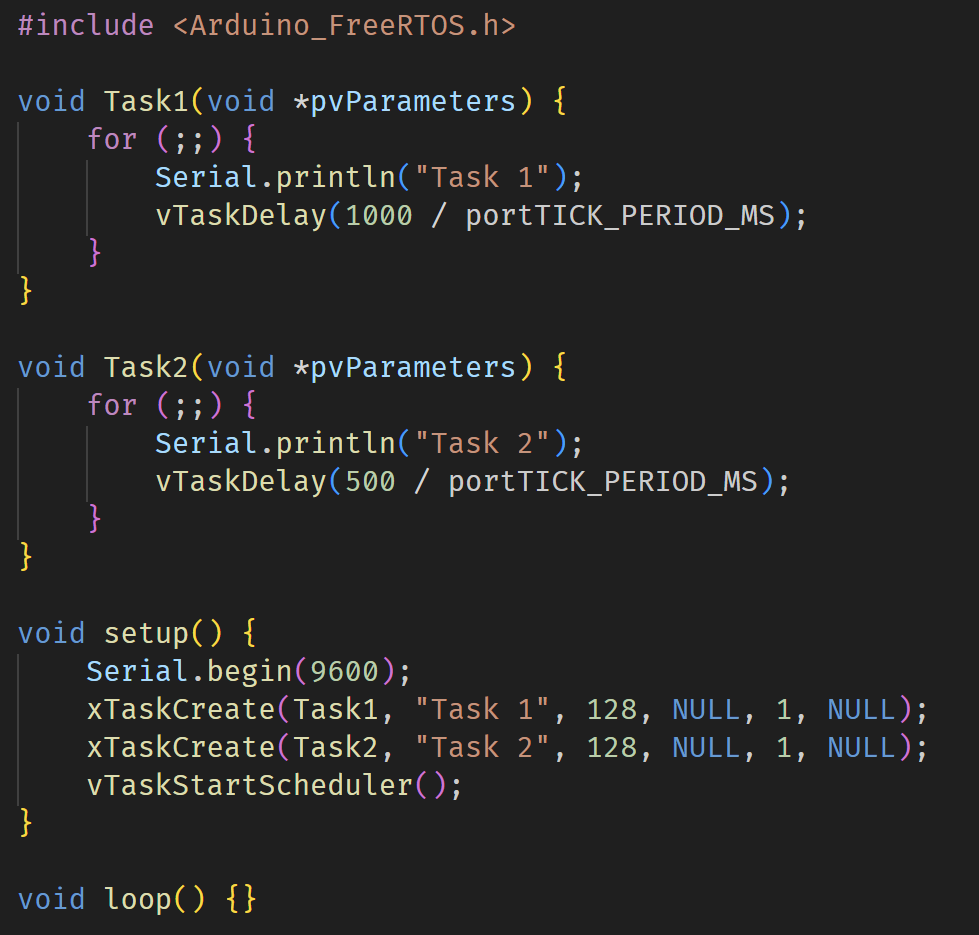 #include <Arduino_FreeRTOS.h>

void Task1(void *pvParameters) {
    for (;;) {
        Serial.println("Task 1");
        vTaskDelay(1000 / portTICK_PERIOD_MS);
    }
}

void Task2(void *pvParameters) {
    for (;;) {
        Serial.println("Task 2");
        vTaskDelay(500 / portTICK_PERIOD_MS);
    }
}

void setup() {
    Serial.begin(9600);
    xTaskCreate(Task1, "Task 1", 128, NULL, 1, NULL);
    xTaskCreate(Task2, "Task 2", 128, NULL, 1, NULL);
    vTaskStartScheduler();
}

void loop() {}